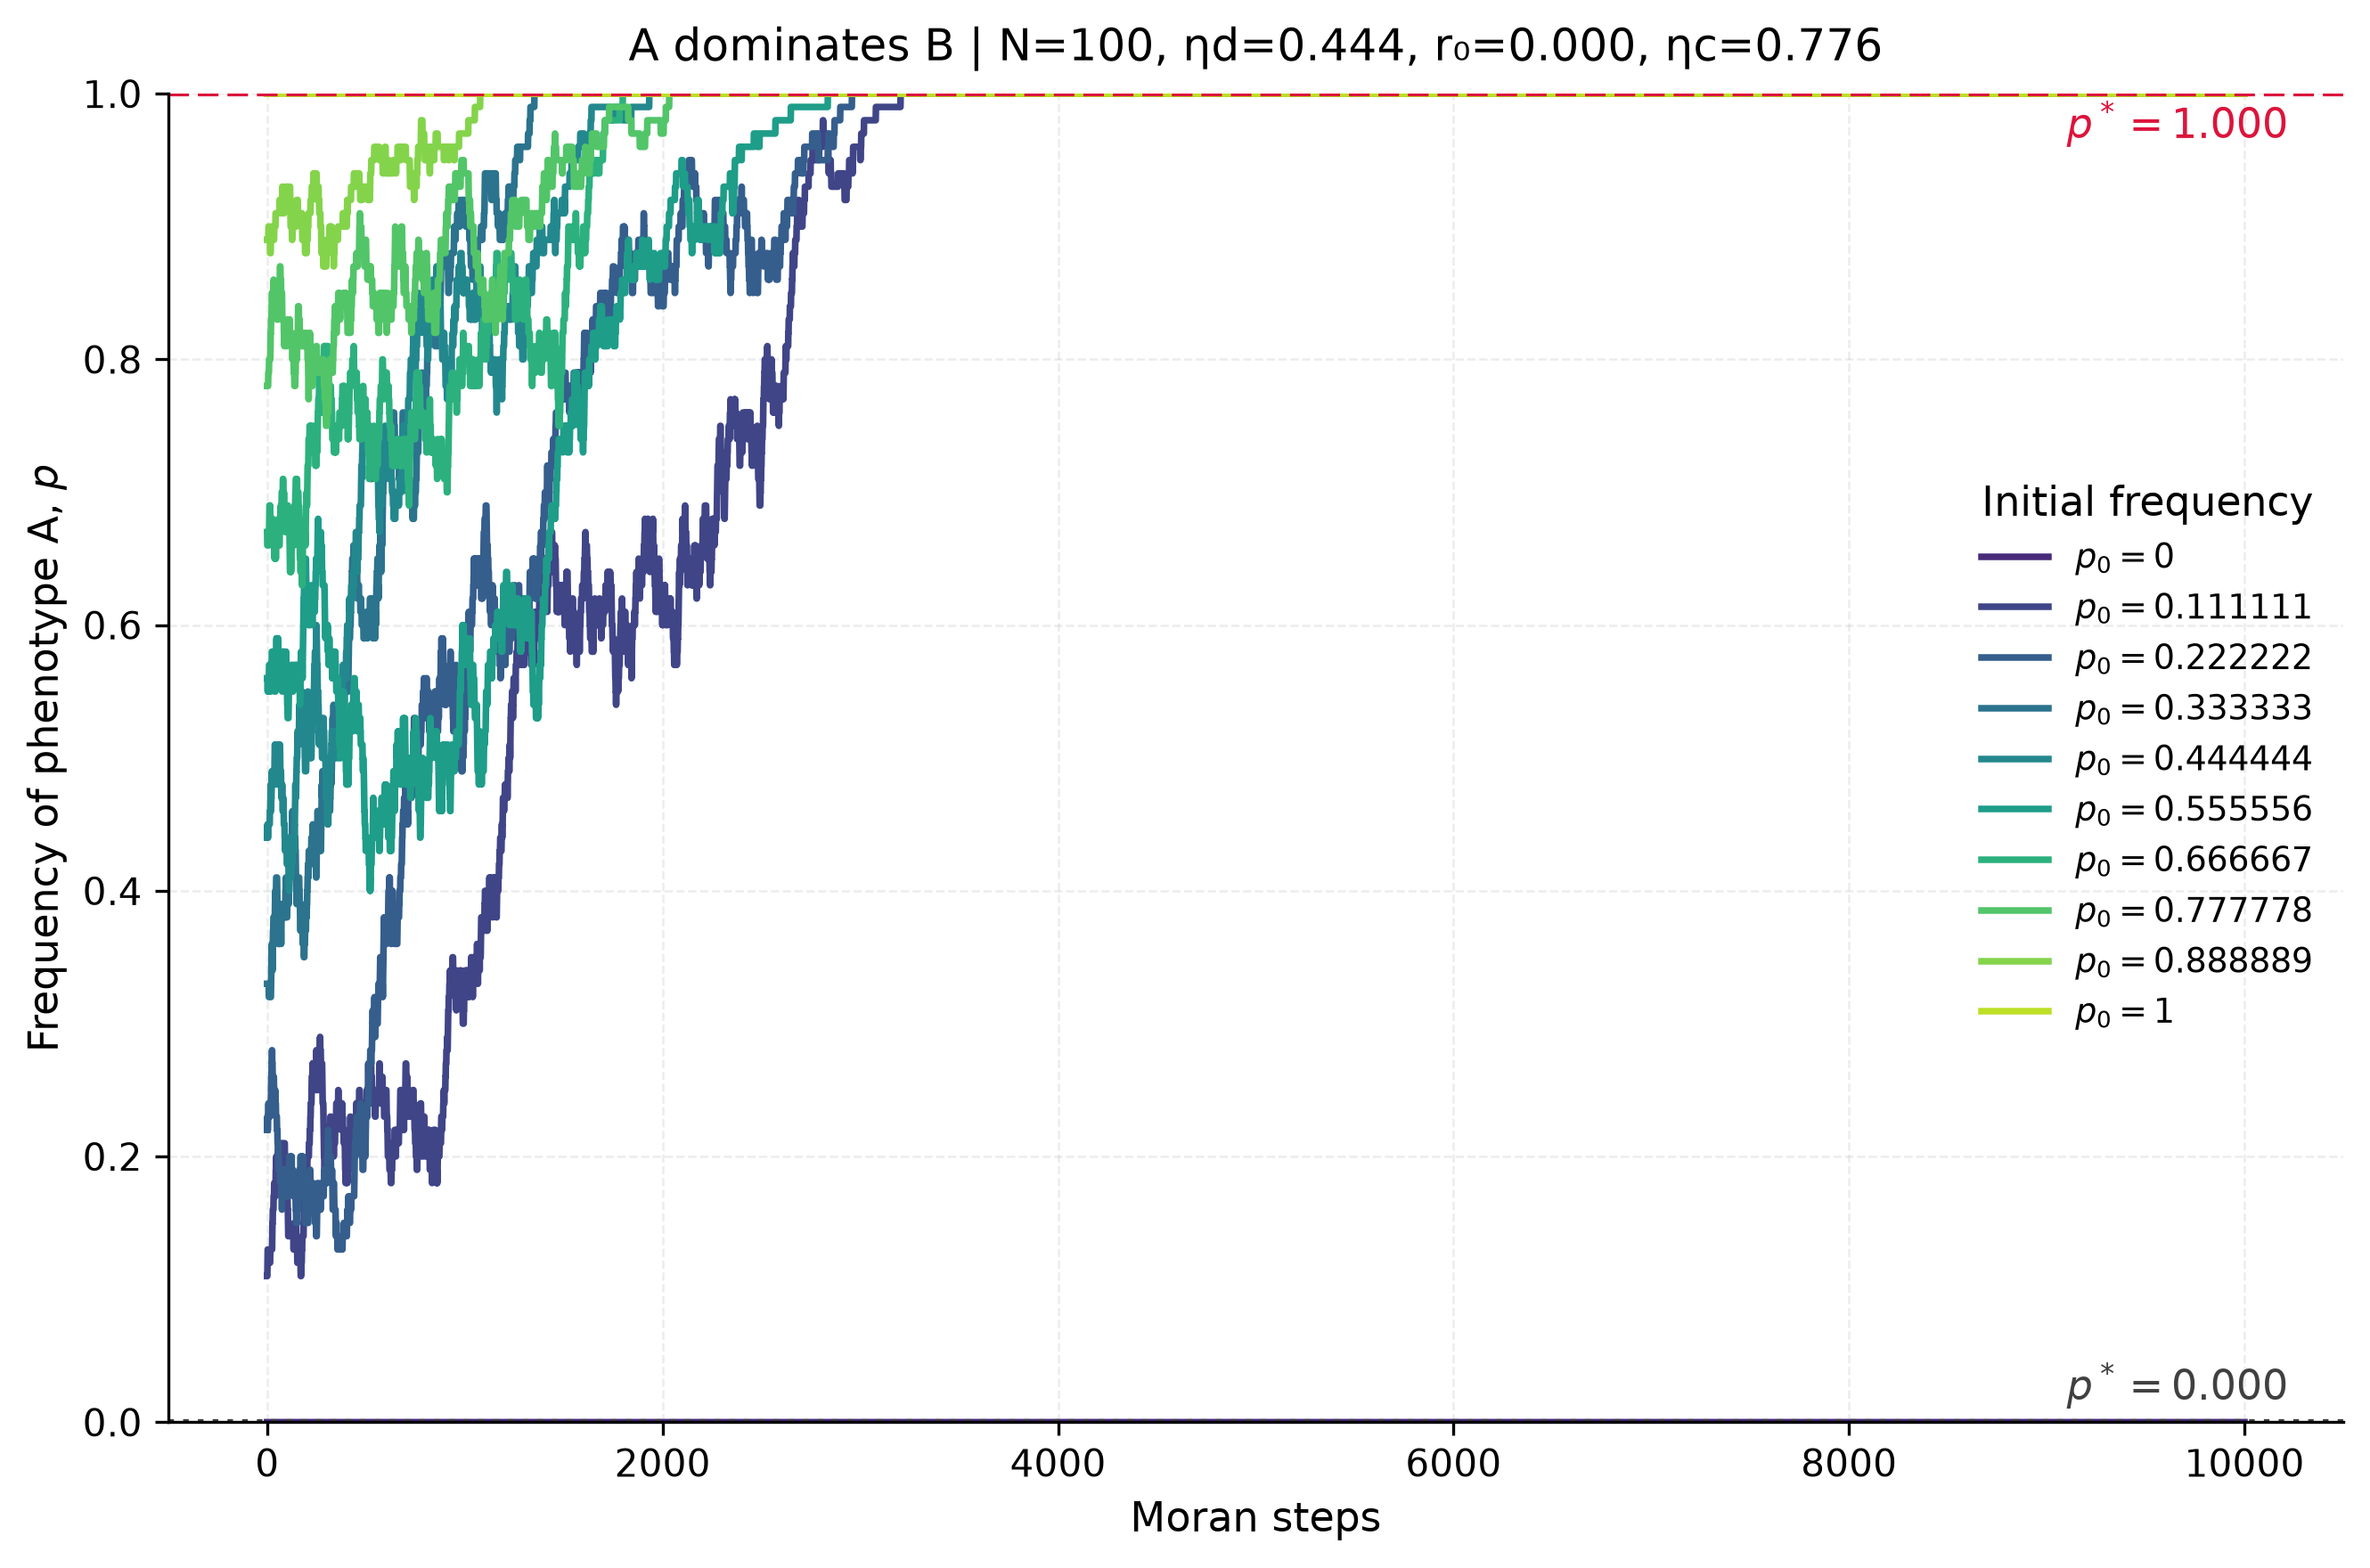 A dominates B | N=100, ηd=0.444, r₀=0.000, ηc=0.776
Frequency of phenotype A, p
1.0
0.8
0.6
0.4
0.2
0.0
p* = 1.000
Initial frequency
p₀ = 0
p₀ = 0.111111
p₀ = 0.222222
p₀ = 0.333333
p₀ = 0.444444
p₀ = 0.555556
p₀ = 0.666667
p₀ = 0.777778
p₀ = 0.888889
p₀ = 1
p* = 0.000
0 2000 4000 6000 8000 10000
Moran steps